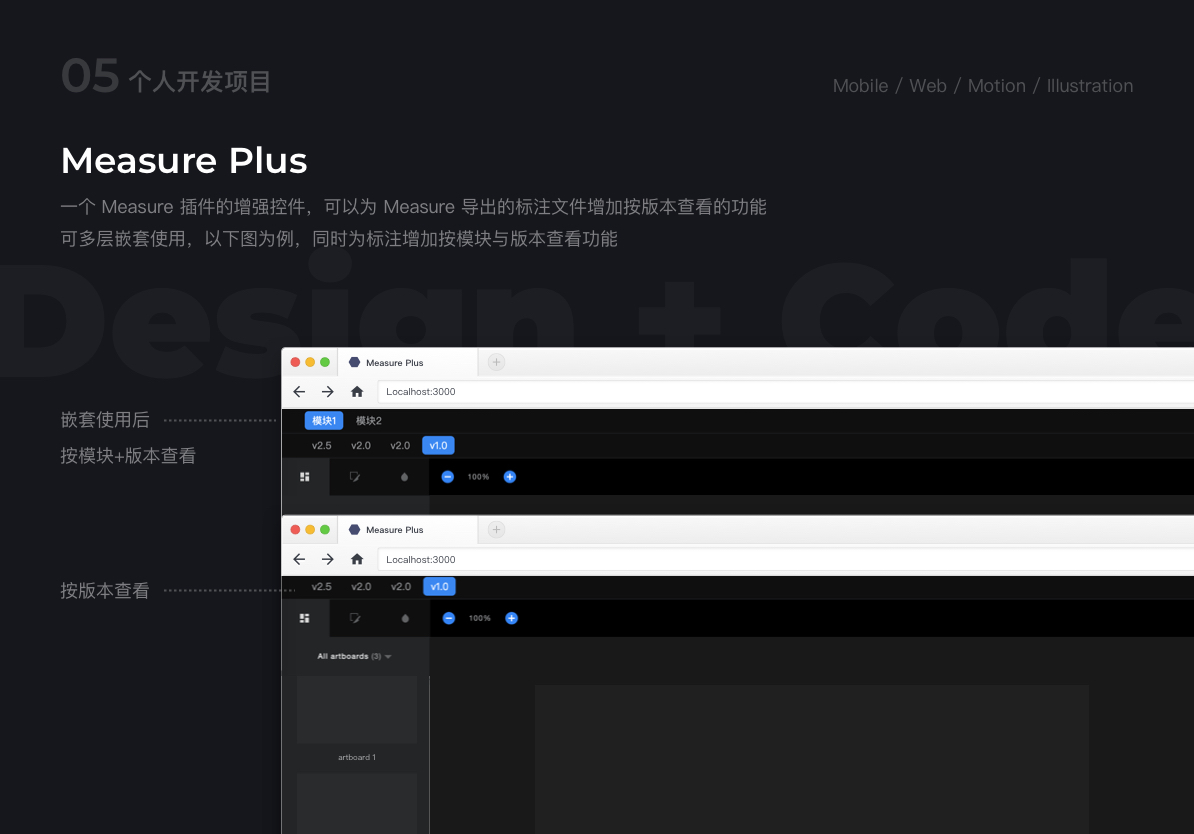 05 个人开发项目
Mobile / Web / Motion / Illustration
Measure Plus
一个 Measure 插件的增强控件，可以为 Measure 导出的标注文件增加按版本查看的功能
可多层嵌套使用，以下图为例，同时为标注增加按模块与版本查看功能
Design + Code
Measure Plus
Localhost:3000
嵌套使用后
按模块+版本查看
模块1 模块2
v2.5 v2.0 v2.0 v1.0
100%
Measure Plus
Localhost:3000
按版本查看
v2.5 v2.0 v2.0 v1.0
100%
All artboards (3)
artboard 1